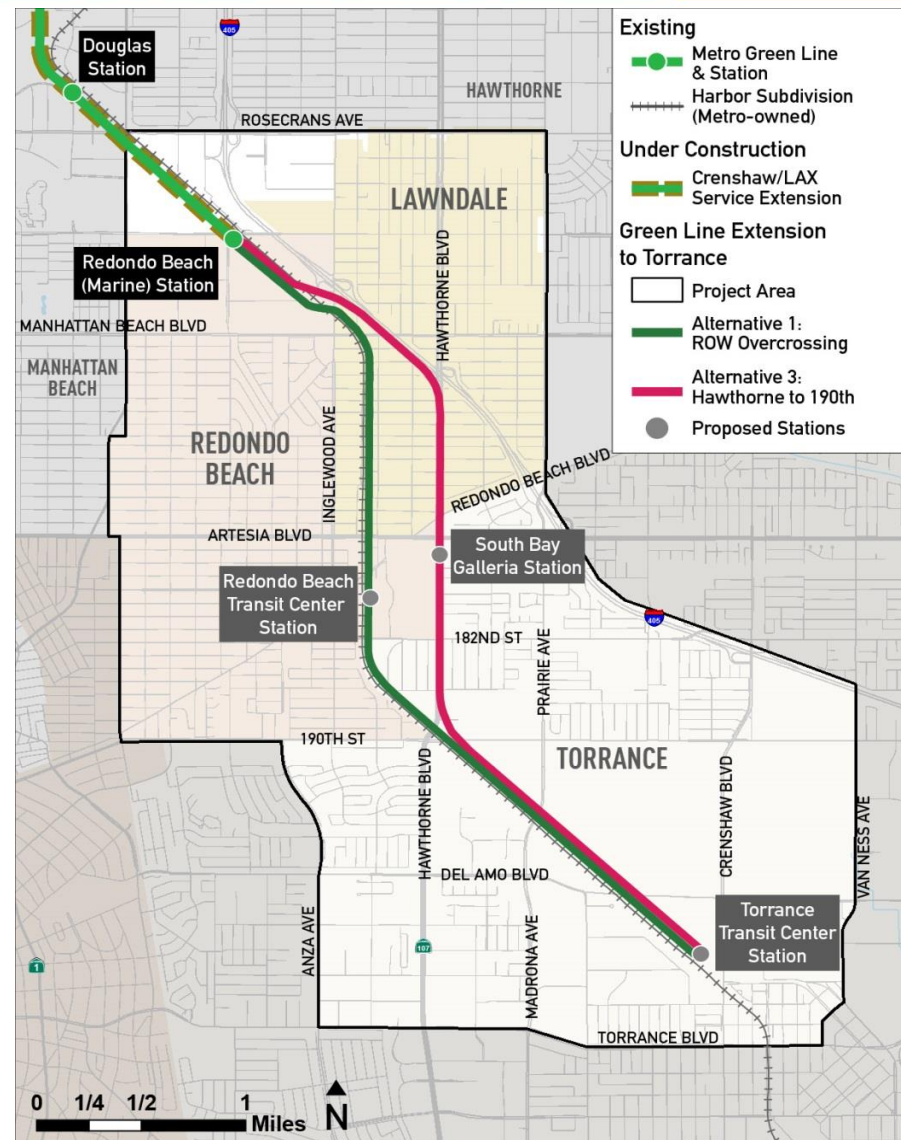 Douglas
Station
405
HAWTHORNE
ROSECRANS AVE
LAWNDALE
HAWTHORNE BLVD
Redondo Beach
(Marine) Station
MANHATTAN BEACH BLVD
MANHATTAN
BEACH
REDONDO
BEACH
INGLEWOOD AVE
REDONDO BEACH BLVD
ARTESIA BLVD
South Bay
Galleria Station
Redondo Beach
Transit Center
Station
405
182ND ST
PRAIRIE AVE
190TH ST
TORRANCE
HAWTHORNE BLVD
CRENSHAW BLVD
VAN NESS AVE
DEL AMO BLVD
ANZA AVE
107
MADRONA AVE
Torrance
Transit Center
Station
1
TORRANCE BLVD
0 1/4 1/2 1
Miles
N
Existing
Metro Green Line
& Station
Harbor Subdivision
(Metro-owned)
Under Construction
Crenshaw/LAX
Service Extension
Green Line Extension
to Torrance
Project Area
Alternative 1:
ROW Overcrossing
Alternative 3:
Hawthorne to 190th
Proposed Stations